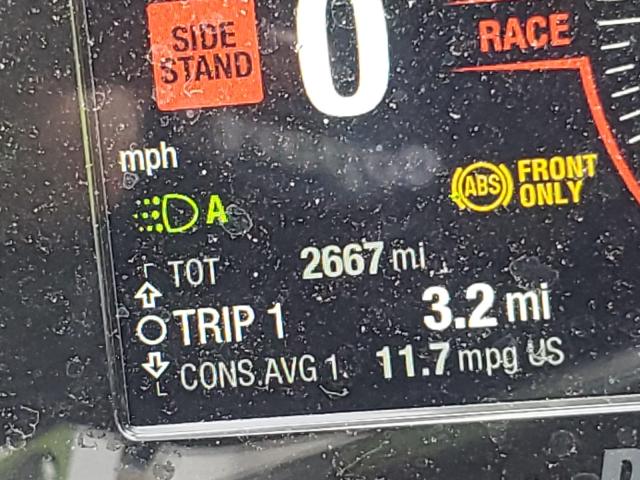 SIDE
STAND
0
RACE
mph
ABS
FRONT
ONLY
A
TOT 2667 mi
TRIP 1 3.2 mi
CONS.AVG 1 11.7 mpg US